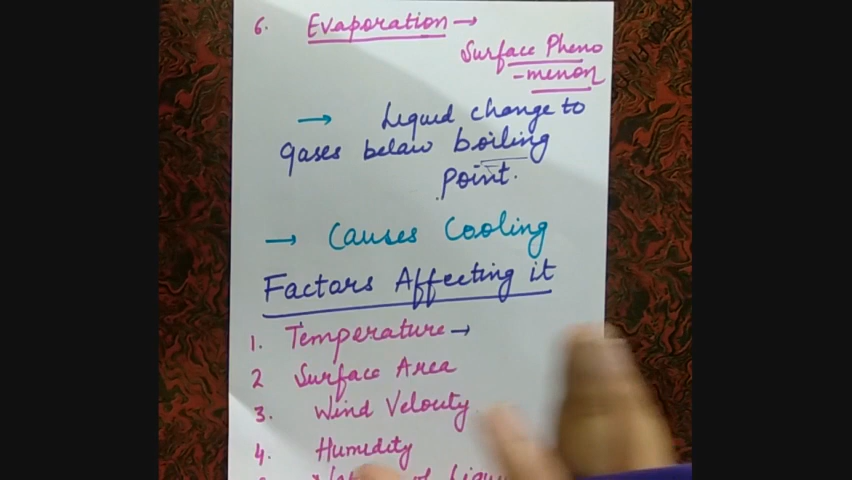 6. Evaporation →
Surface Pheno
-menon
→ Liquid change to
gases below boiling
point.
→ Causes Cooling
Factors Affecting it
1. Temperature →
2 Surface Area
3. Wind Velouty
4. Humidity
of